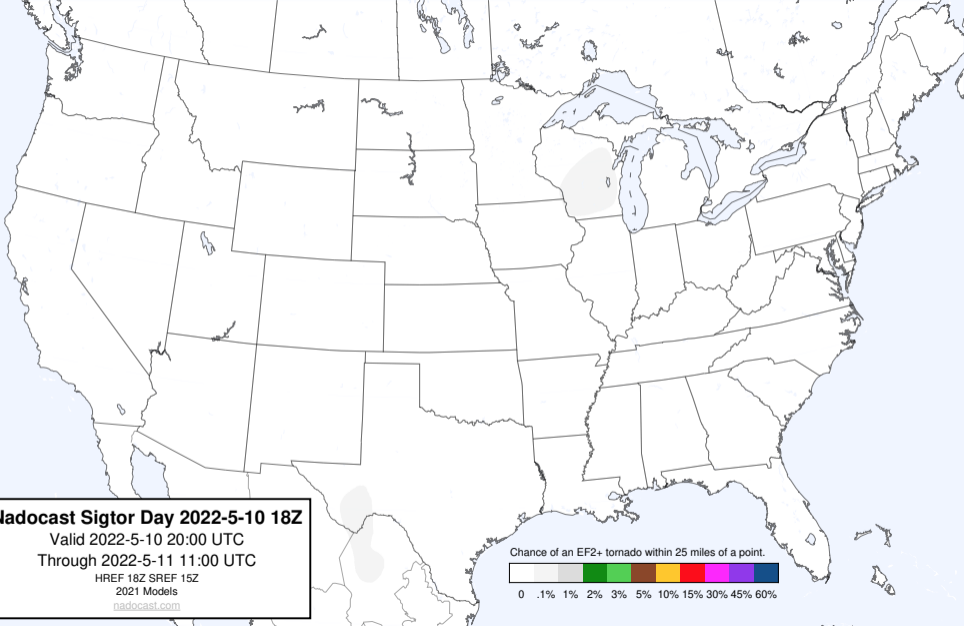 Nadocast Sigtor Day 2022-5-10 18Z
Valid 2022-5-10 20:00 UTC
Through 2022-5-11 11:00 UTC
HREF 18Z SREF 15Z
2021 Models
nadocast.com
Chance of an EF2+ tornado within 25 miles of a point.
0 .1% 1% 2% 3% 5% 10% 15% 30% 45% 60%